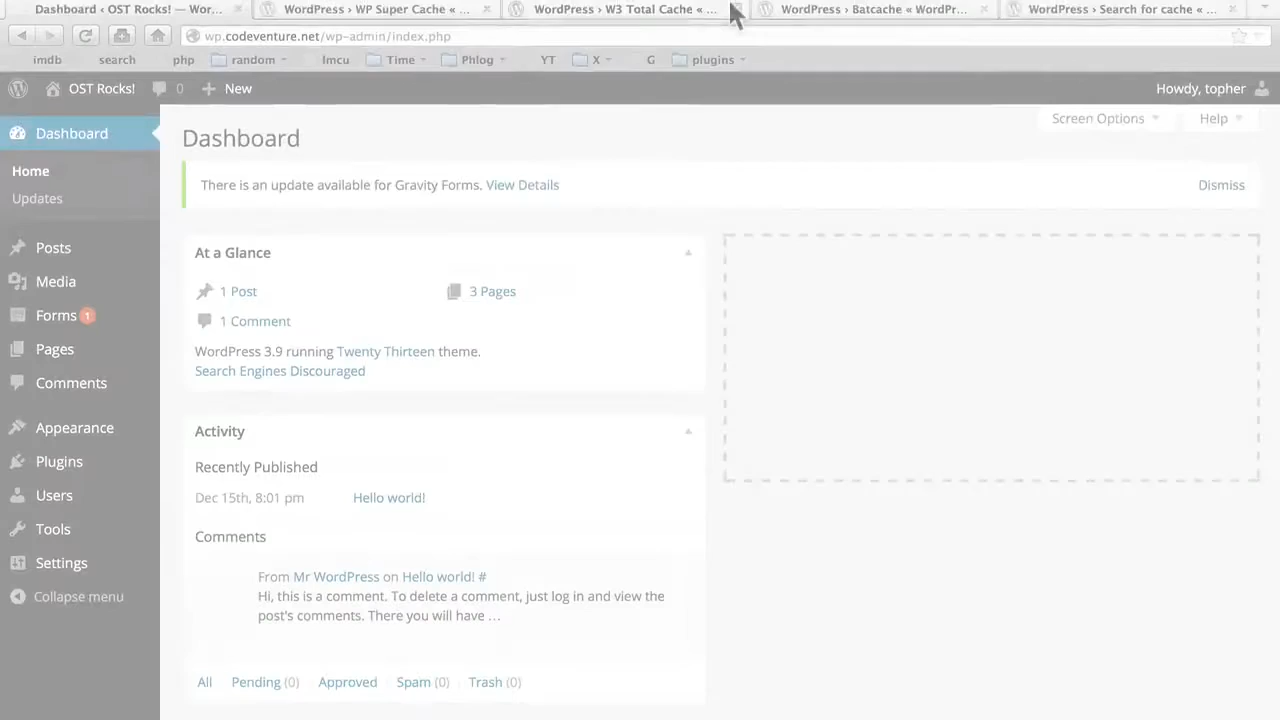 Dashboard ‹ OST Rocks! — Wor...
WordPress › WP Super Cache « ...
WordPress › W3 Total Cache « ...
WordPress › Batcache « WordPr...
WordPress › Search for cache « ...
wp.codeventure.net/wp-admin/index.php
imdb search php random Imcu Time Phlog YT X G plugins
OST Rocks! 0 + New Howdy, topher
Dashboard
Home
Updates
Posts
Media
Forms 1
Pages
Comments
Appearance
Plugins
Users
Tools
Settings
Collapse menu
Screen Options Help
Dashboard
There is an update available for Gravity Forms. View Details Dismiss
At a Glance
1 Post 3 Pages
1 Comment
WordPress 3.9 running Twenty Thirteen theme.
Search Engines Discouraged
Activity
Recently Published
Dec 15th, 8:01 pm Hello world!
Comments
From Mr WordPress on Hello world! #
Hi, this is a comment. To delete a comment, just log in and view the
post's comments. There you will have …
All Pending (0) Approved Spam (0) Trash (0)